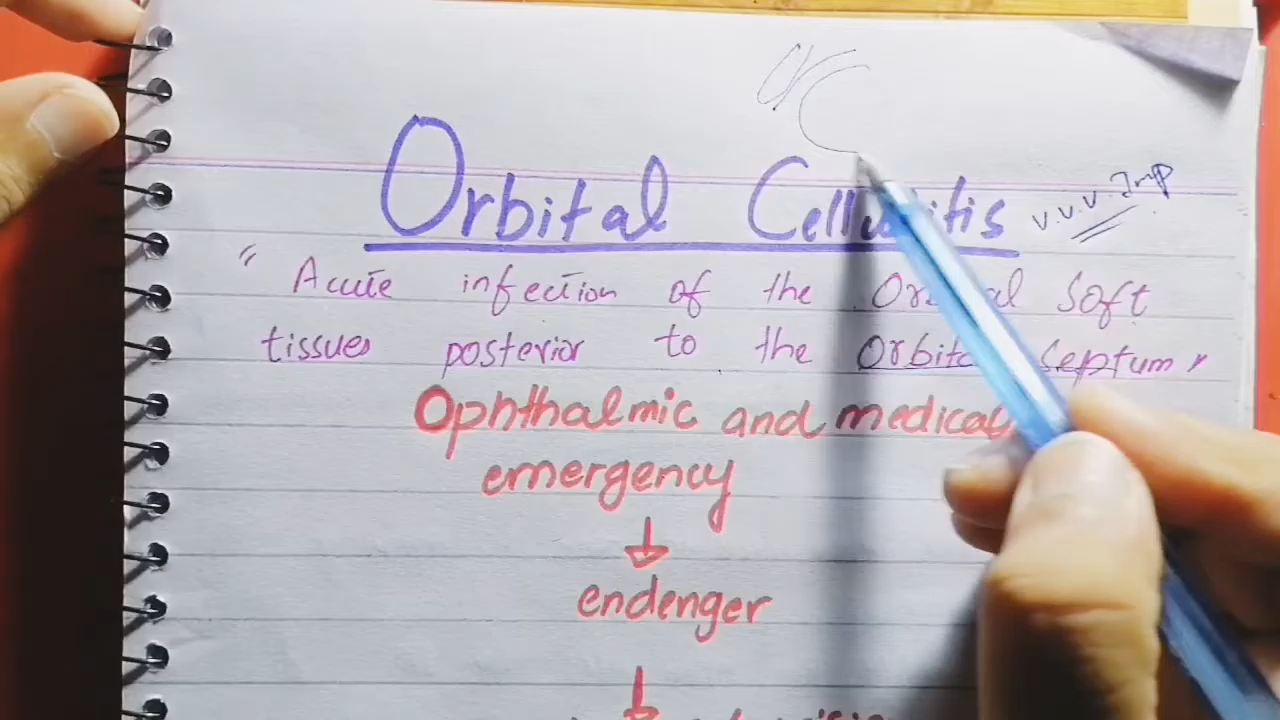 Orbital Cellulitis v.v.v. Imp
" Acute infection of the Orbital Soft
tissues posterior to the Orbital Septum "
Ophthalmic and medical
emergency
↓
endenger
↓